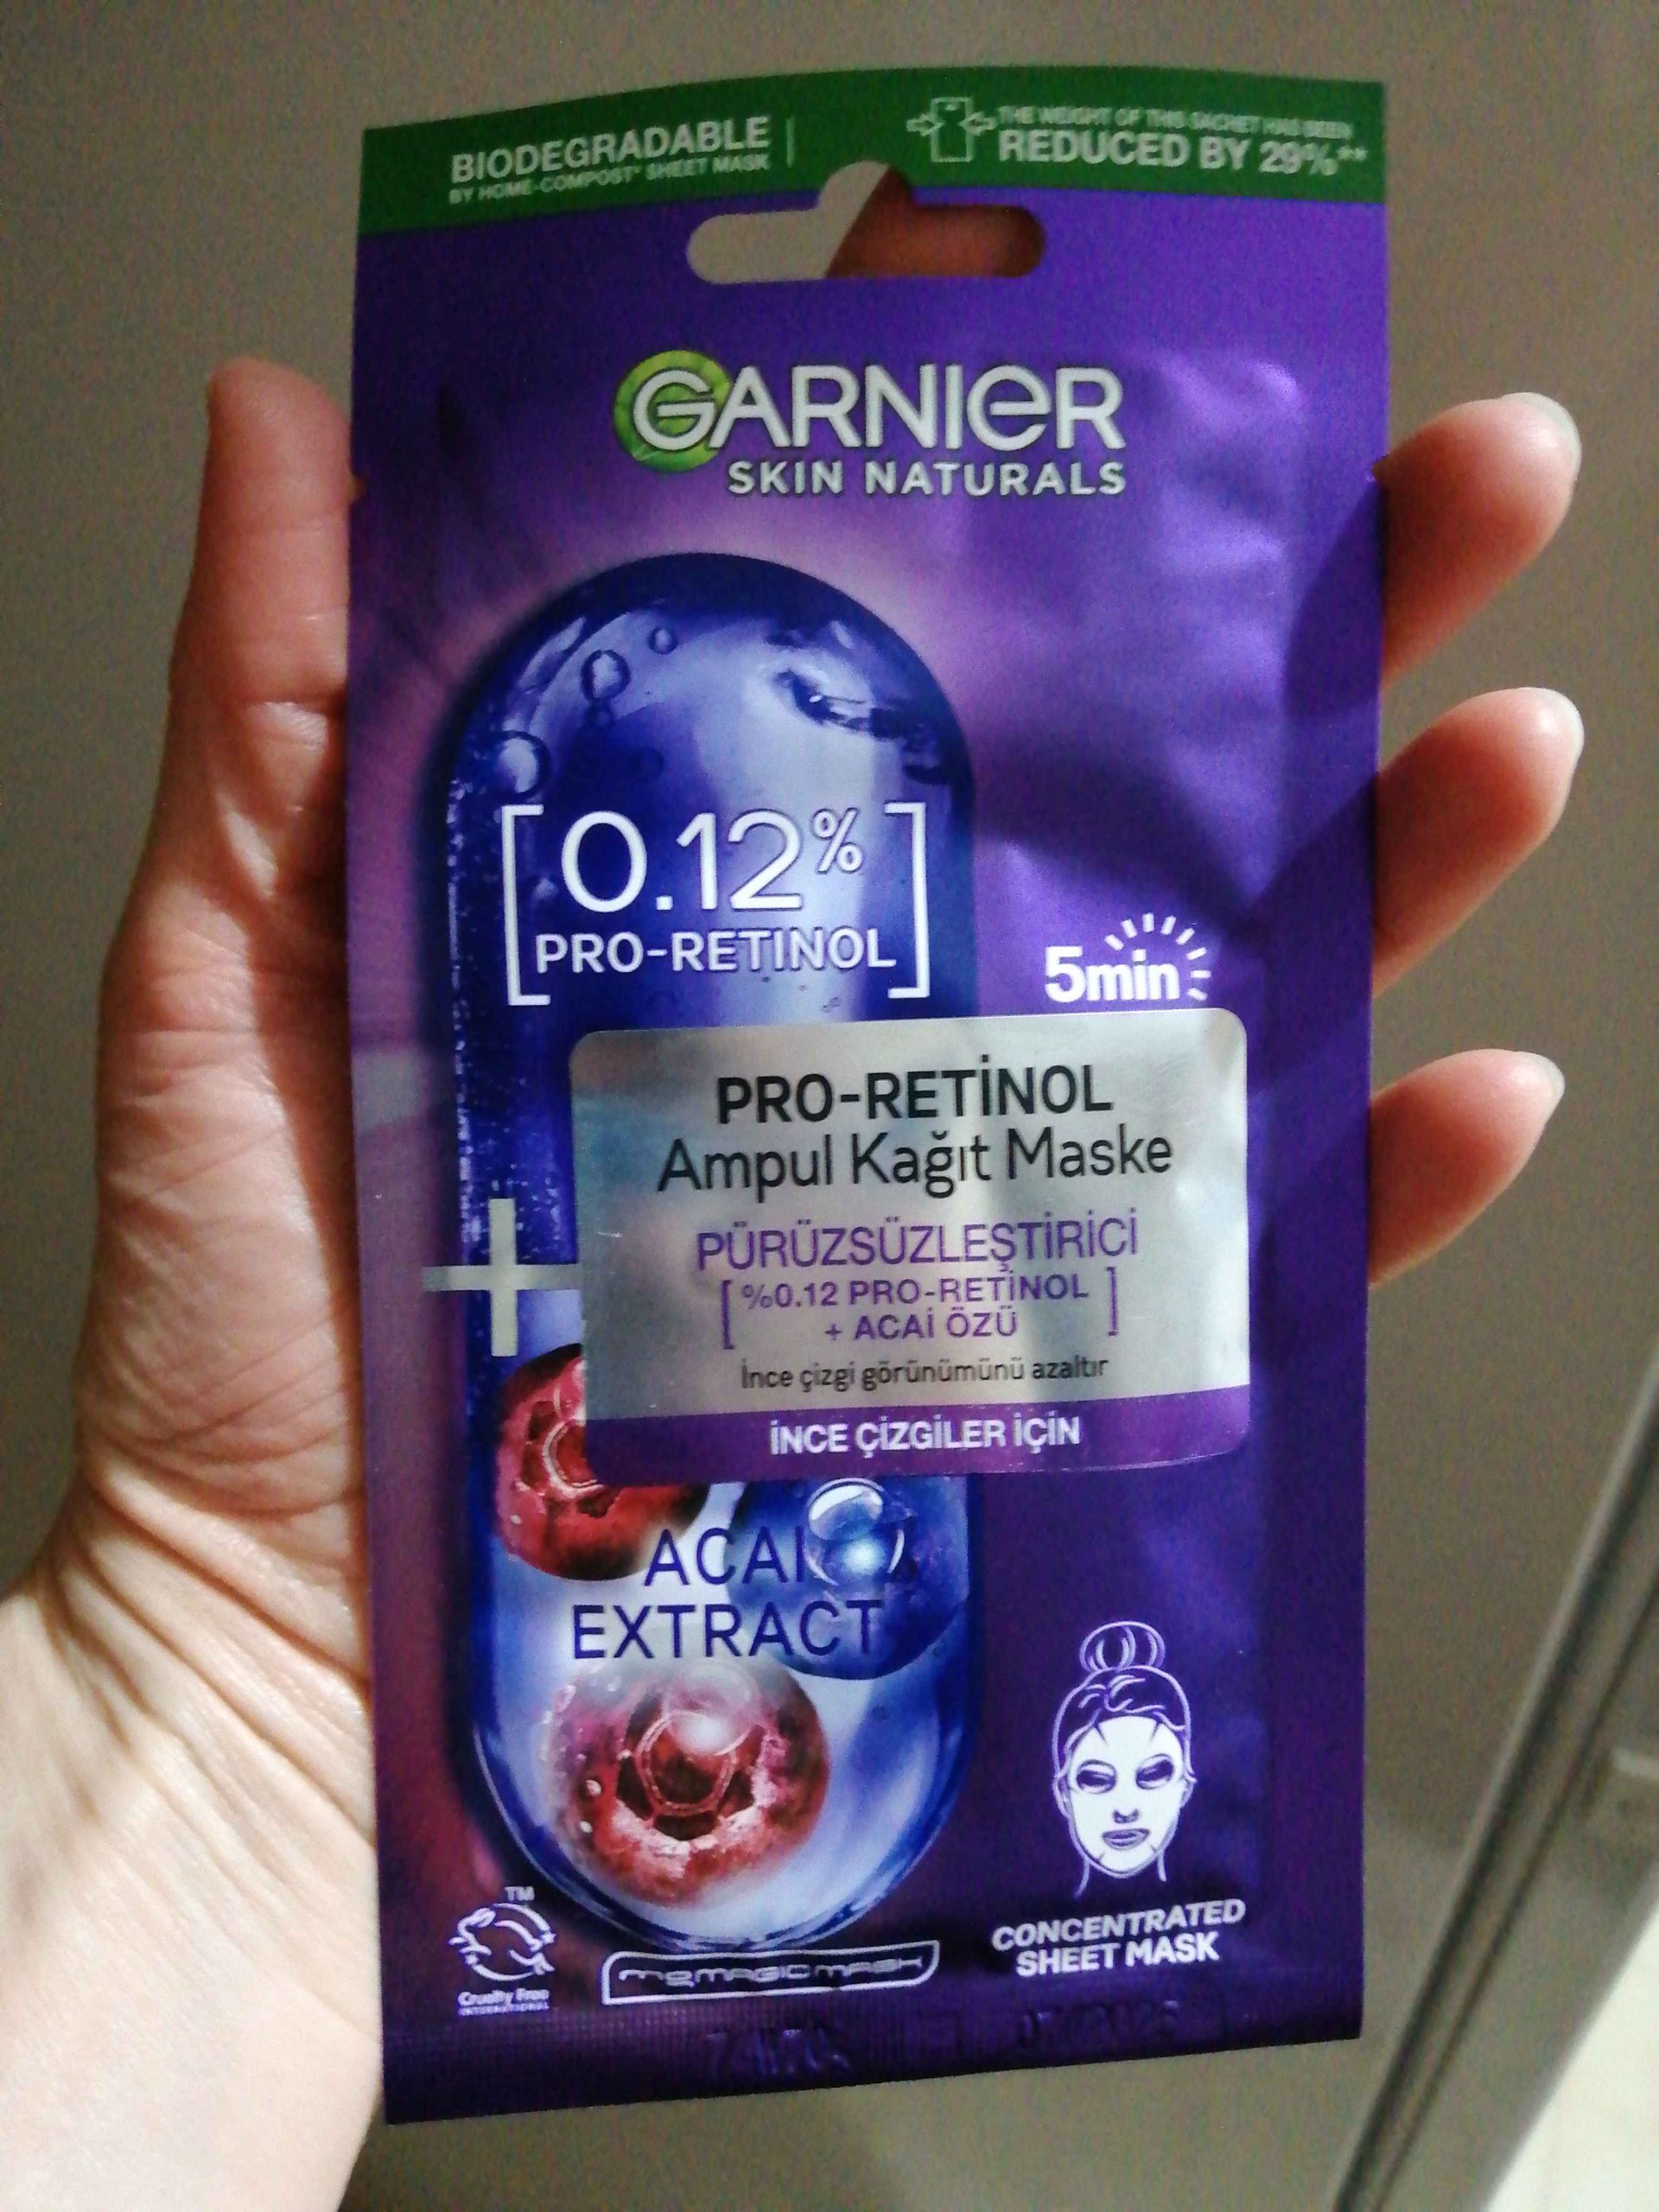 BIODEGRADABLE
BY HOME-COMPOST* SHEET MASK
THE WEIGHT OF THIS SACHET HAS BEEN
REDUCED BY 29%**
GARNIER
SKIN NATURALS
[0.12%
PRO-RETINOL]
5min
PRO-RETİNOL
Ampul Kağıt Maske
PÜRÜZSÜZLEŞTİRİCİ
[%0.12 PRO-RETİNOL
+ ACAİ ÖZÜ]
İnce çizgi görünümünü azaltır
İNCE ÇİZGİLER İÇİN
+
ACAI
EXTRACT
TM
Cruelty Free
INTERNATIONAL
MAGIC MASK
CONCENTRATED
SHEET MASK